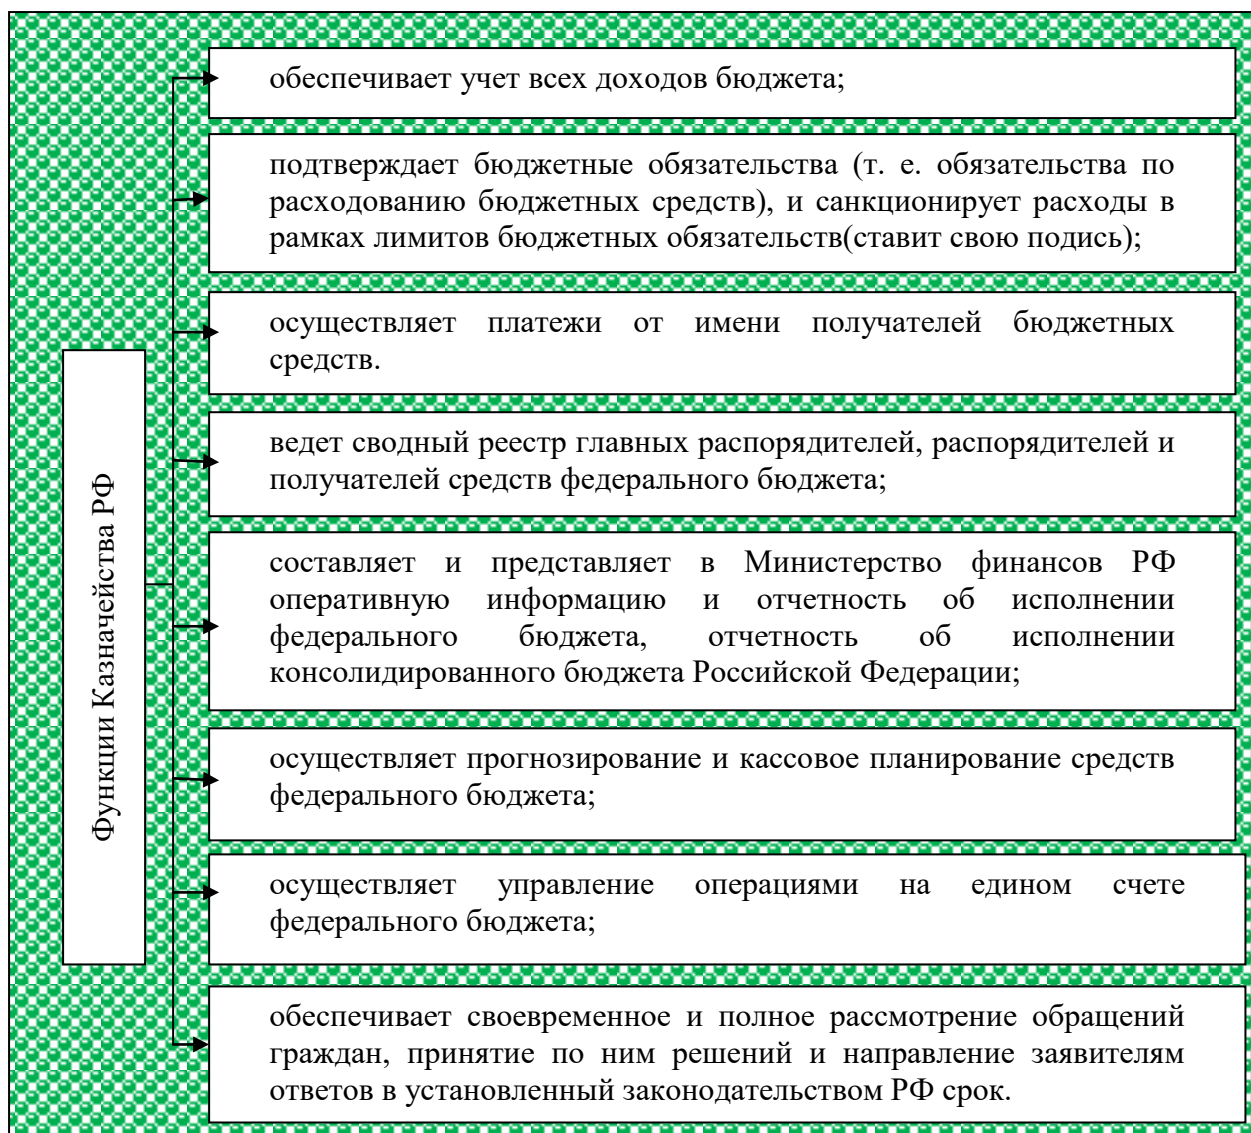 обеспечивает учет всех доходов бюджета;
подтверждает бюджетные обязательства (т. е. обязательства по
расходованию бюджетных средств), и санкционирует расходы в
рамках лимитов бюджетных обязательств(ставит свою подись);
осуществляет платежи от имени получателей бюджетных
средств.
ведет сводный реестр главных распорядителей, распорядителей и
получателей средств федерального бюджета;
Функции Казначейства РФ
составляет и представляет в Министерство финансов РФ
оперативную информацию и отчетность об исполнении
федерального бюджета, отчетность об исполнении
консолидированного бюджета Российской Федерации;
осуществляет прогнозирование и кассовое планирование средств
федерального бюджета;
осуществляет управление операциями на едином счете
федерального бюджета;
обеспечивает своевременное и полное рассмотрение обращений
граждан, принятие по ним решений и направление заявителям
ответов в установленный законодательством РФ срок.